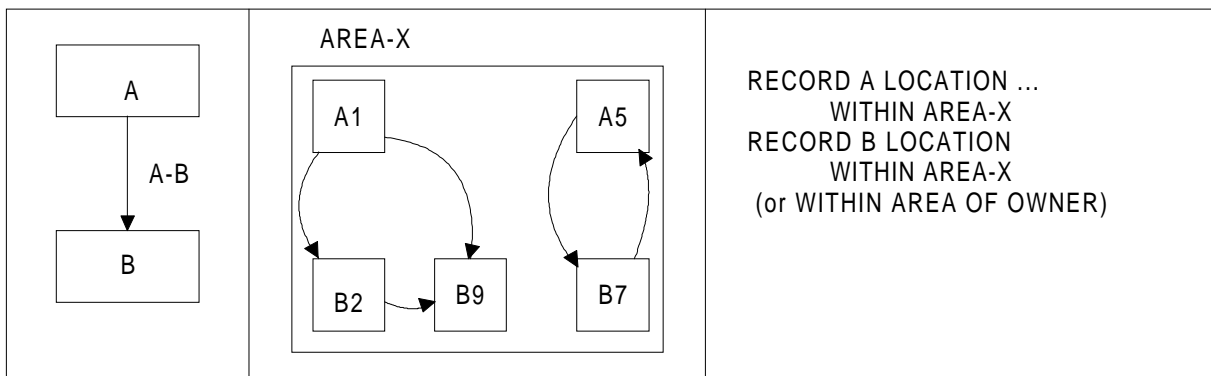 A
A-B
B
AREA-X
A1
A5
B2
B9
B7
RECORD A LOCATION ...
WITHIN AREA-X
RECORD B LOCATION
WITHIN AREA-X
(or WITHIN AREA OF OWNER)